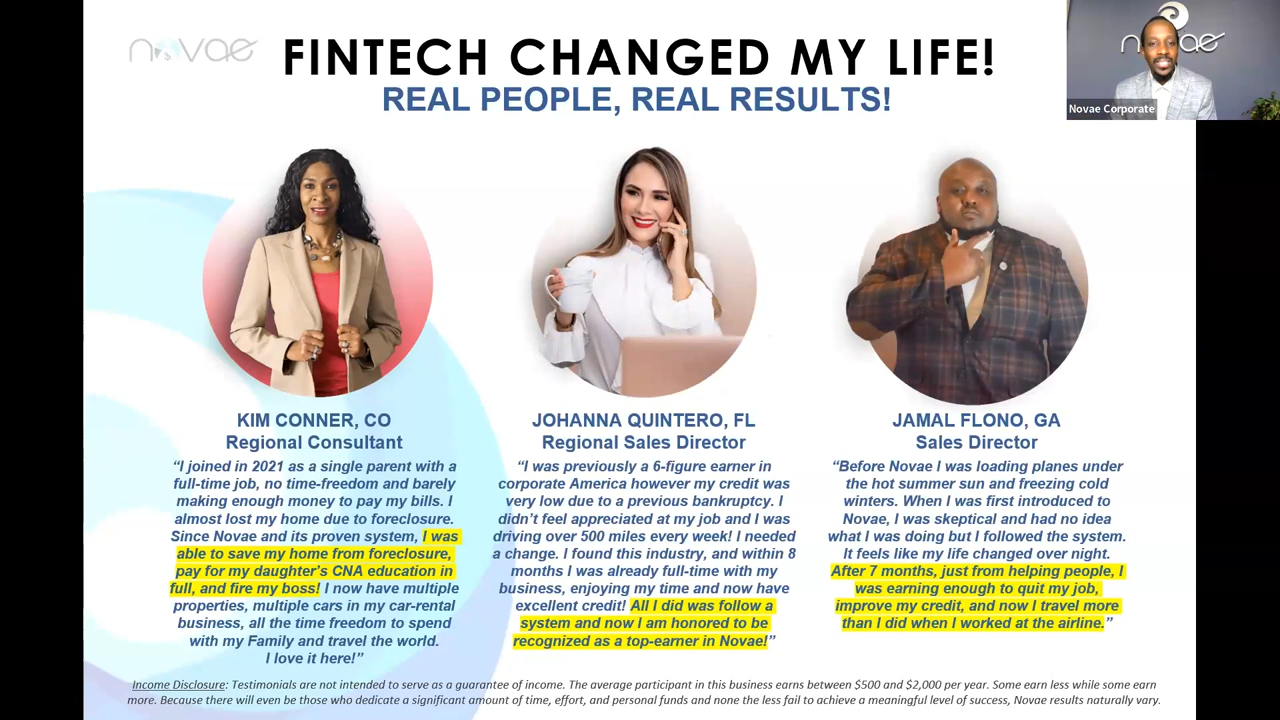 novae
FINTECH CHANGED MY LIFE!
REAL PEOPLE, REAL RESULTS!
novae
Novae Corporate
KIM CONNER, CO
Regional Consultant
“I joined in 2021 as a single parent with a
full-time job, no time-freedom and barely
making enough money to pay my bills. I
almost lost my home due to foreclosure.
Since Novae and its proven system, I was
able to save my home from foreclosure,
pay for my daughter’s CNA education in
full, and fire my boss! I now have multiple
properties, multiple cars in my car-rental
business, all the time freedom to spend
with my Family and travel the world.
I love it here!”
JOHANNA QUINTERO, FL
Regional Sales Director
“I was previously a 6-figure earner in
corporate America however my credit was
very low due to a previous bankruptcy. I
didn’t feel appreciated at my job and I was
driving over 500 miles every week! I needed
a change. I found this industry, and within 8
months I was already full-time with my
business, enjoying my time and now have
excellent credit! All I did was follow a
system and now I am honored to be
recognized as a top-earner in Novae!”
JAMAL FLONO, GA
Sales Director
“Before Novae I was loading planes under
the hot summer sun and freezing cold
winters. When I was first introduced to
Novae, I was skeptical and had no idea
what I was doing but I followed the system.
It feels like my life changed over night.
After 7 months, just from helping people, I
was earning enough to quit my job,
improve my credit, and now I travel more
than I did when I worked at the airline.”
Income Disclosure: Testimonials are not intended to serve as a guarantee of income. The average participant in this business earns between $500 and $2,000 per year. Some earn less while some earn
more. Because there will even be those who dedicate a significant amount of time, effort, and personal funds and none the less fail to achieve a meaningful level of success, Novae results naturally vary.